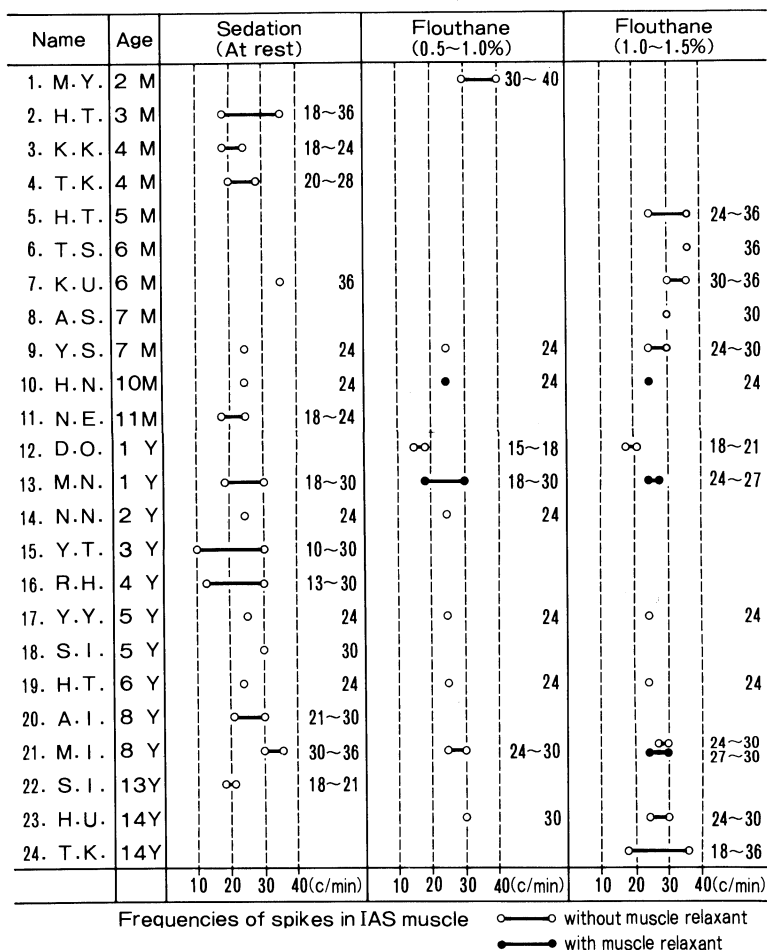 Name Age Sedation (At rest) Flouthane (0.5~1.0%) Flouthane (1.0~1.5%)
1. M.Y. 2 M 30~40
2. H.T. 3 M 18~36
3. K.K. 4 M 18~24
4. T.K. 4 M 20~28
5. H.T. 5 M 24~36
6. T.S. 6 M 36
7. K.U. 6 M 36 30~36
8. A.S. 7 M 30
9. Y.S. 7 M 24 24 24~30
10. H.N. 10M 24 24 24
11. N.E. 11M 18~24
12. D.O. 1 Y 15~18 18~21
13. M.N. 1 Y 18~30 18~30 24~27
14. N.N. 2 Y 24 24
15. Y.T. 3 Y 10~30
16. R.H. 4 Y 13~30
17. Y.Y. 5 Y 24 24 24
18. S.I. 5 Y 30
19. H.T. 6 Y 24 24 24
20. A.I. 8 Y 21~30
21. M.I. 8 Y 30~36 24~30 24~30
27~30
22. S.I. 13Y 18~21
23. H.U. 14Y 30 24~30
24. T.K. 14Y 18~36
10 20 30 40(c/min) 10 20 30 40(c/min) 10 20 30 40(c/min)
Frequencies of spikes in IAS muscle without muscle relaxant
with muscle relaxant